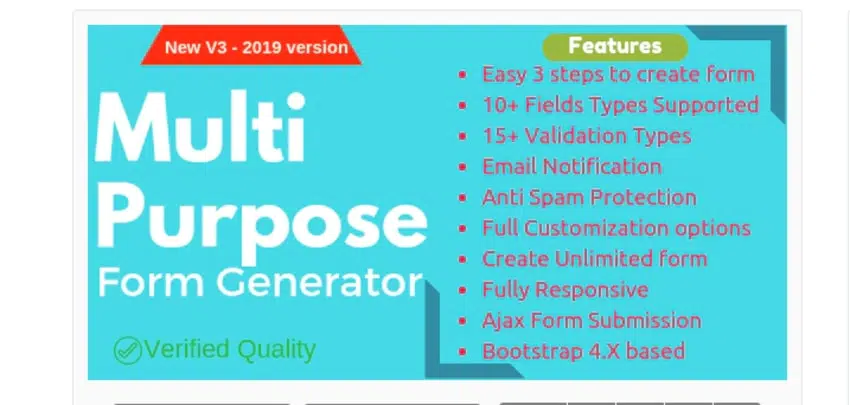 New V3 - 2019 version
Multi
Purpose
Form Generator
Verified Quality
Features
Easy 3 steps to create form
10+ Fields Types Supported
15+ Validation Types
Email Notification
Anti Spam Protection
Full Customization options
Create Unlimited form
Fully Responsive
Ajax Form Submission
Bootstrap 4.X based